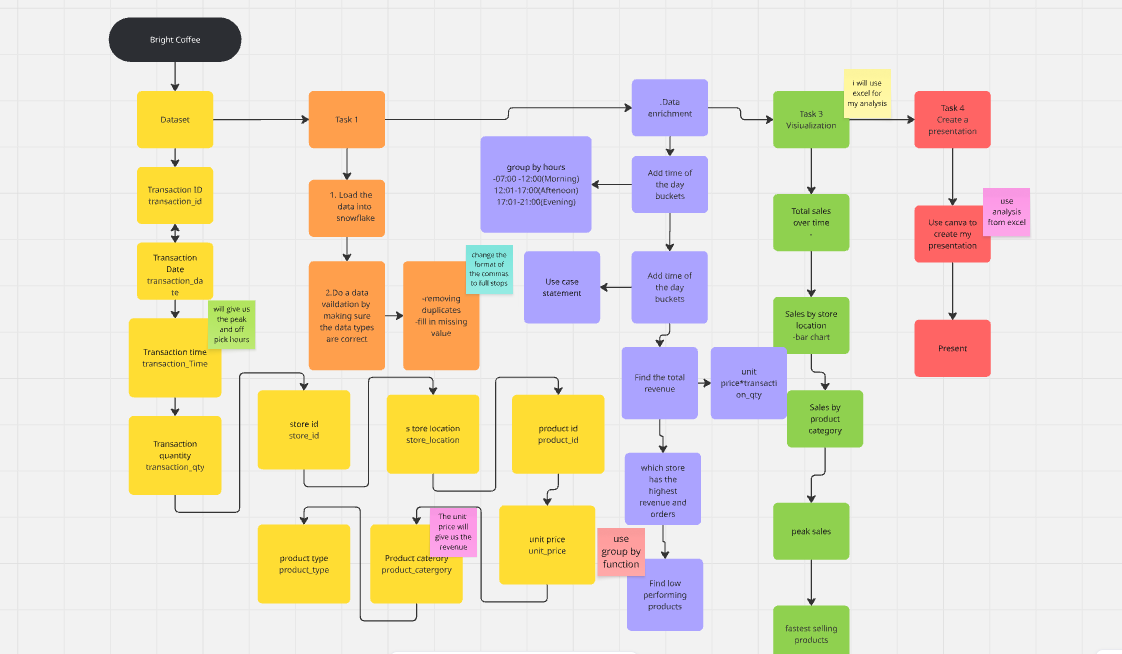 Bright Coffee
Dataset
Transaction ID
transaction_id
Transaction
Date
transaction_da
te
will give us
the peak
and off
pick hours
Transaction time
transaction_Time
Transaction
quantity
transaction_qty
store id
store_id
s tore location
store_location
product id
product_id
unit price
unit_price
The unit
price will
give us the
revenue
Product caterory
product_catergory
product type
product_type
Task 1
1. Load the
data into
snowflake
2.Do a data
vaildation by
making sure
the data types
are correct
-removing
duplicates
-fill in missing
value
change the
format of
the commas
to full stops
.Data
enrichment
Add time of
the day
buckets
group by hours
-07:00 -12:00(Morning)
12:01-17:00(Aftenoon)
17:01-21:00(Evening)
Add time of
the day
buckets
Use case
statement
Find the total
revenue
unit
price*transacti
on_qty
which store
has the
highest
revenue and
orders
use
group by
function
Find low
performing
products
Task 3
Visiualization
i will use
excel for
my analysis
Total sales
over time
-
Sales by store
location
-bar chart
Sales by
product
category
peak sales
fastest selling
products
Task 4
Create a
presentation
Use canva to
create my
presentation
use
analysis
ftom excel
Present